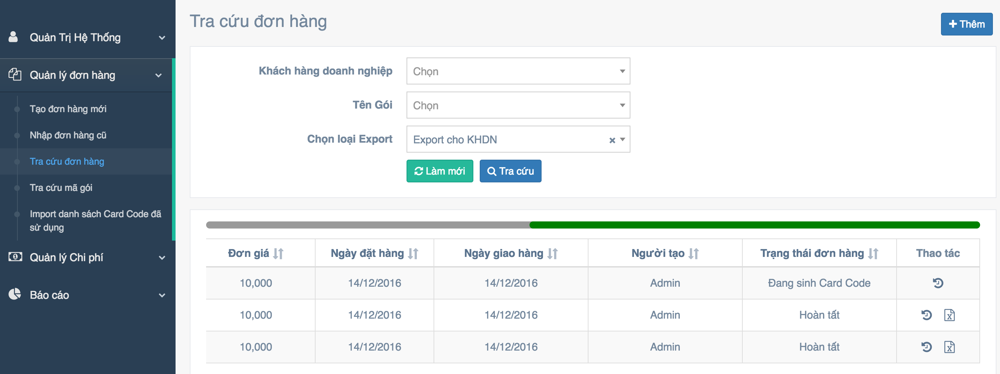 Quản Trị Hệ Thống
Quản lý đơn hàng
Tạo đơn hàng mới
Nhập đơn hàng cũ
Tra cứu đơn hàng
Tra cứu mã gói
Import danh sách Card Code đã
sử dụng
Quản lý Chi phí
Báo cáo
Tra cứu đơn hàng
Thêm
Khách hàng doanh nghiệp Chọn
Tên Gói Chọn
Chọn loại Export Export cho KHDN
Làm mới Tra cứu
Đơn giá Ngày đặt hàng Ngày giao hàng Người tạo Trạng thái đơn hàng Thao tác
10,000 14/12/2016 14/12/2016 Admin Đang sinh Card Code
10,000 14/12/2016 14/12/2016 Admin Hoàn tất
10,000 14/12/2016 14/12/2016 Admin Hoàn tất